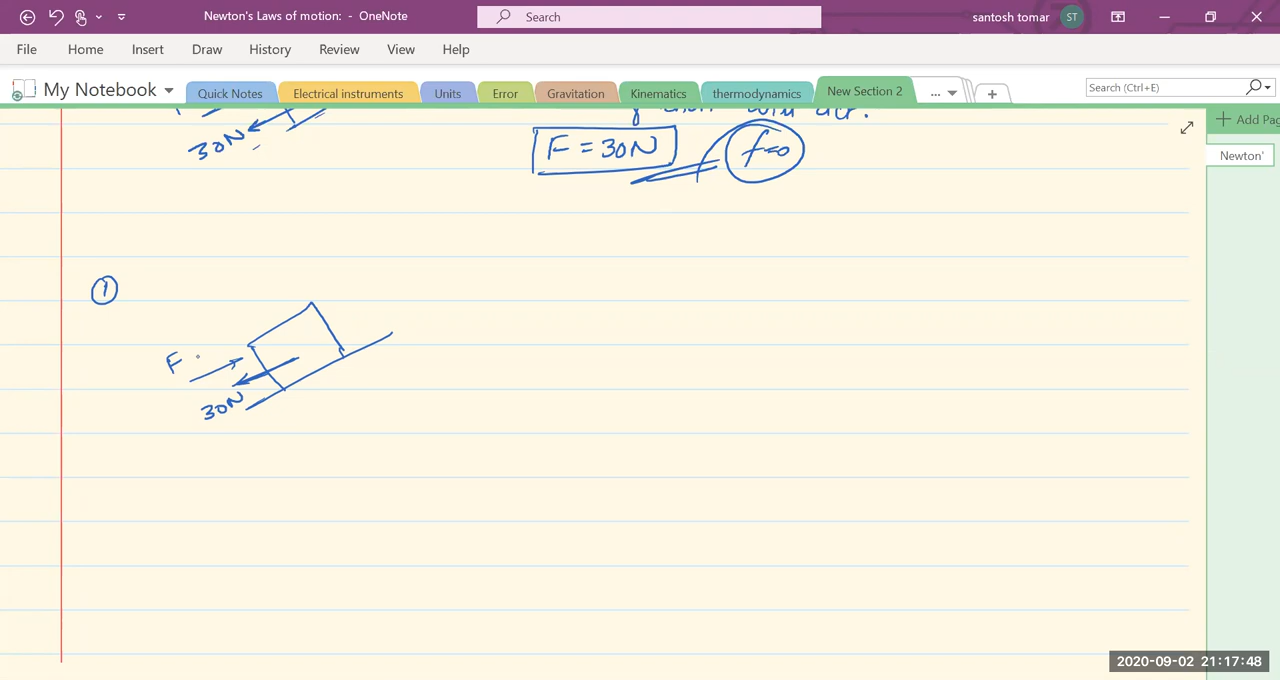 Newton's Laws of motion: - OneNote
Search
santosh tomar
ST
File Home Insert Draw History Review View Help
My Notebook
Quick Notes
Electrical instruments
Units
Error
Gravitation
Kinematics
thermodynamics
New Section 2
...
Search (Ctrl+E)
Add Pag
Newton'
will act.
30N
F = 30N
f=0
1
F
30N
2020-09-02 21:17:48